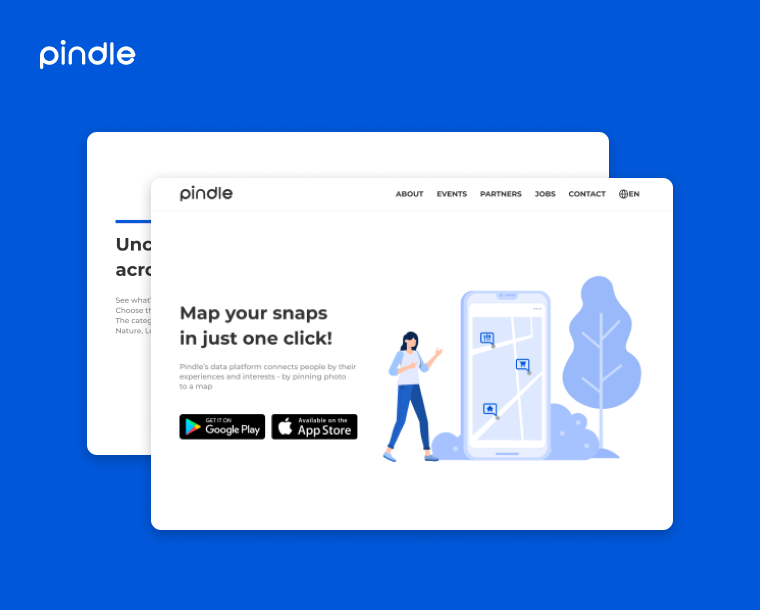 pindle
pindle
ABOUT EVENTS PARTNERS JOBS CONTACT EN
Unc
acro
See what'
Choose th
The categ
Nature, Lo
Map your snaps
in just one click!
Pindle's data platform connects people by their
experiences and interests - by pinning photo
to a map
GET IT ON
Google Play
Available on the
App Store